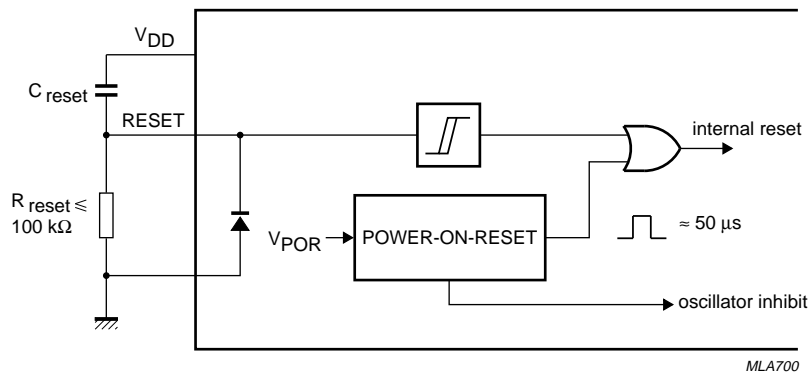 VDD
C reset
RESET
internal reset
R reset ≤
100 kΩ
VPOR
POWER-ON-RESET
≈ 50 µs
oscillator inhibit
MLA700